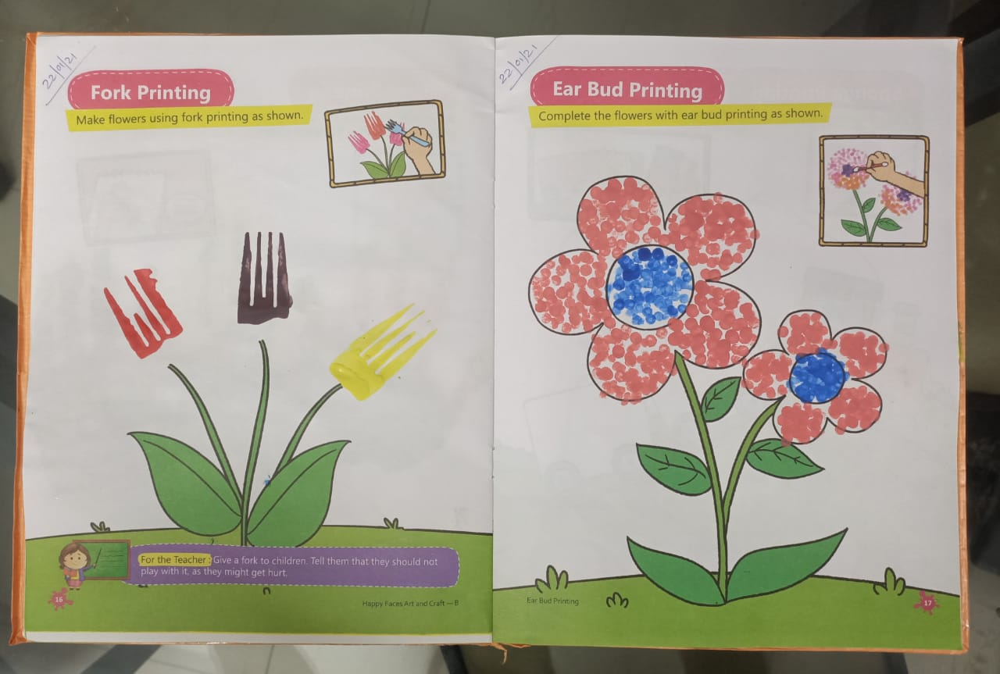 22/01/21
Fork Printing
Make flowers using fork printing as shown.
For the Teacher : Give a fork to children. Tell them that they should not
play with it, as they might get hurt.
16
Happy Faces Art and Craft — B
22/01/21
Ear Bud Printing
Complete the flowers with ear bud printing as shown.
Ear Bud Printing
17